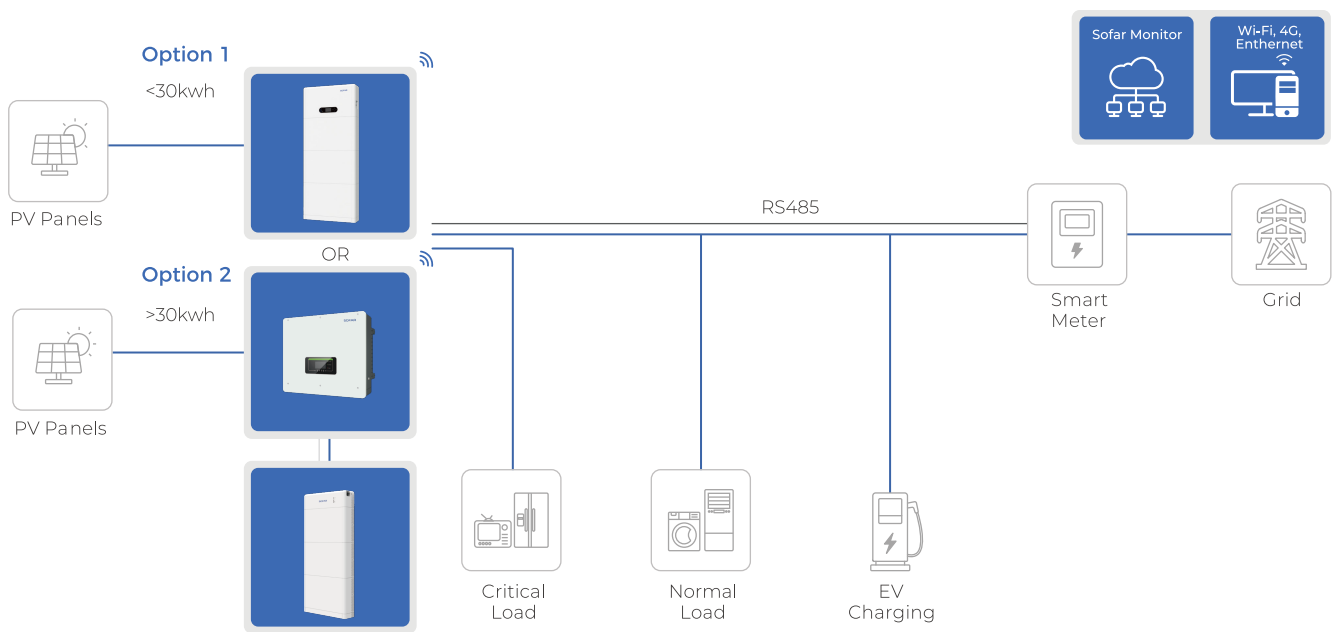 Option 1
<30kwh
PV Panels
OR
Option 2
>30kwh
PV Panels
RS485
Critical
Load
Normal
Load
EV
Charging
Smart
Meter
Grid
Sofar Monitor
Wi-Fi, 4G,
Enthernet